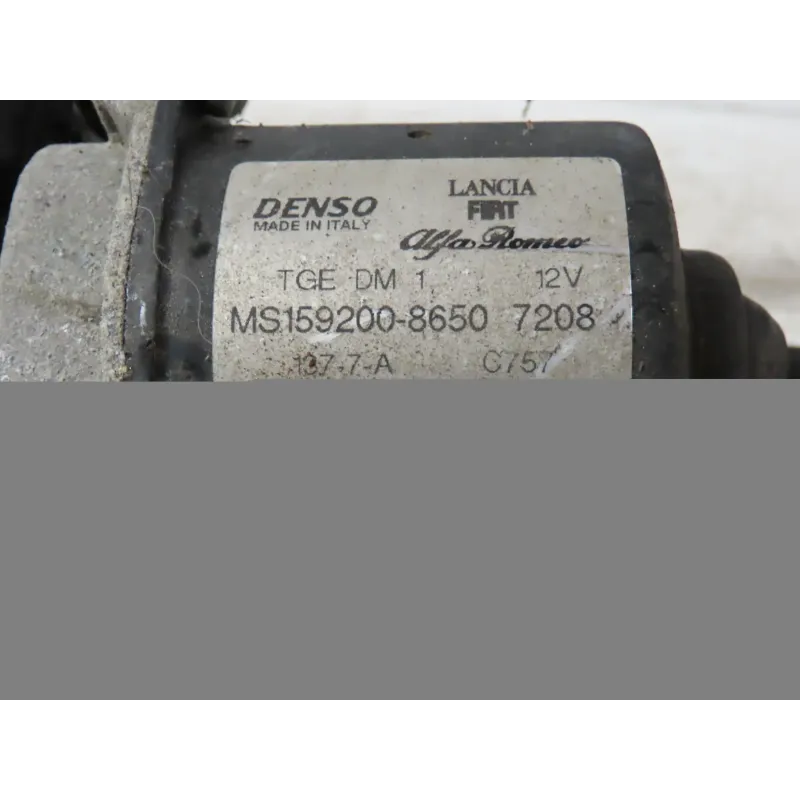 DENSO
MADE IN ITALY
LANCIA
FIAT
Alfa Romeo
TGE DM 1 12V
MS159200-8650 7208
137-7-A C757